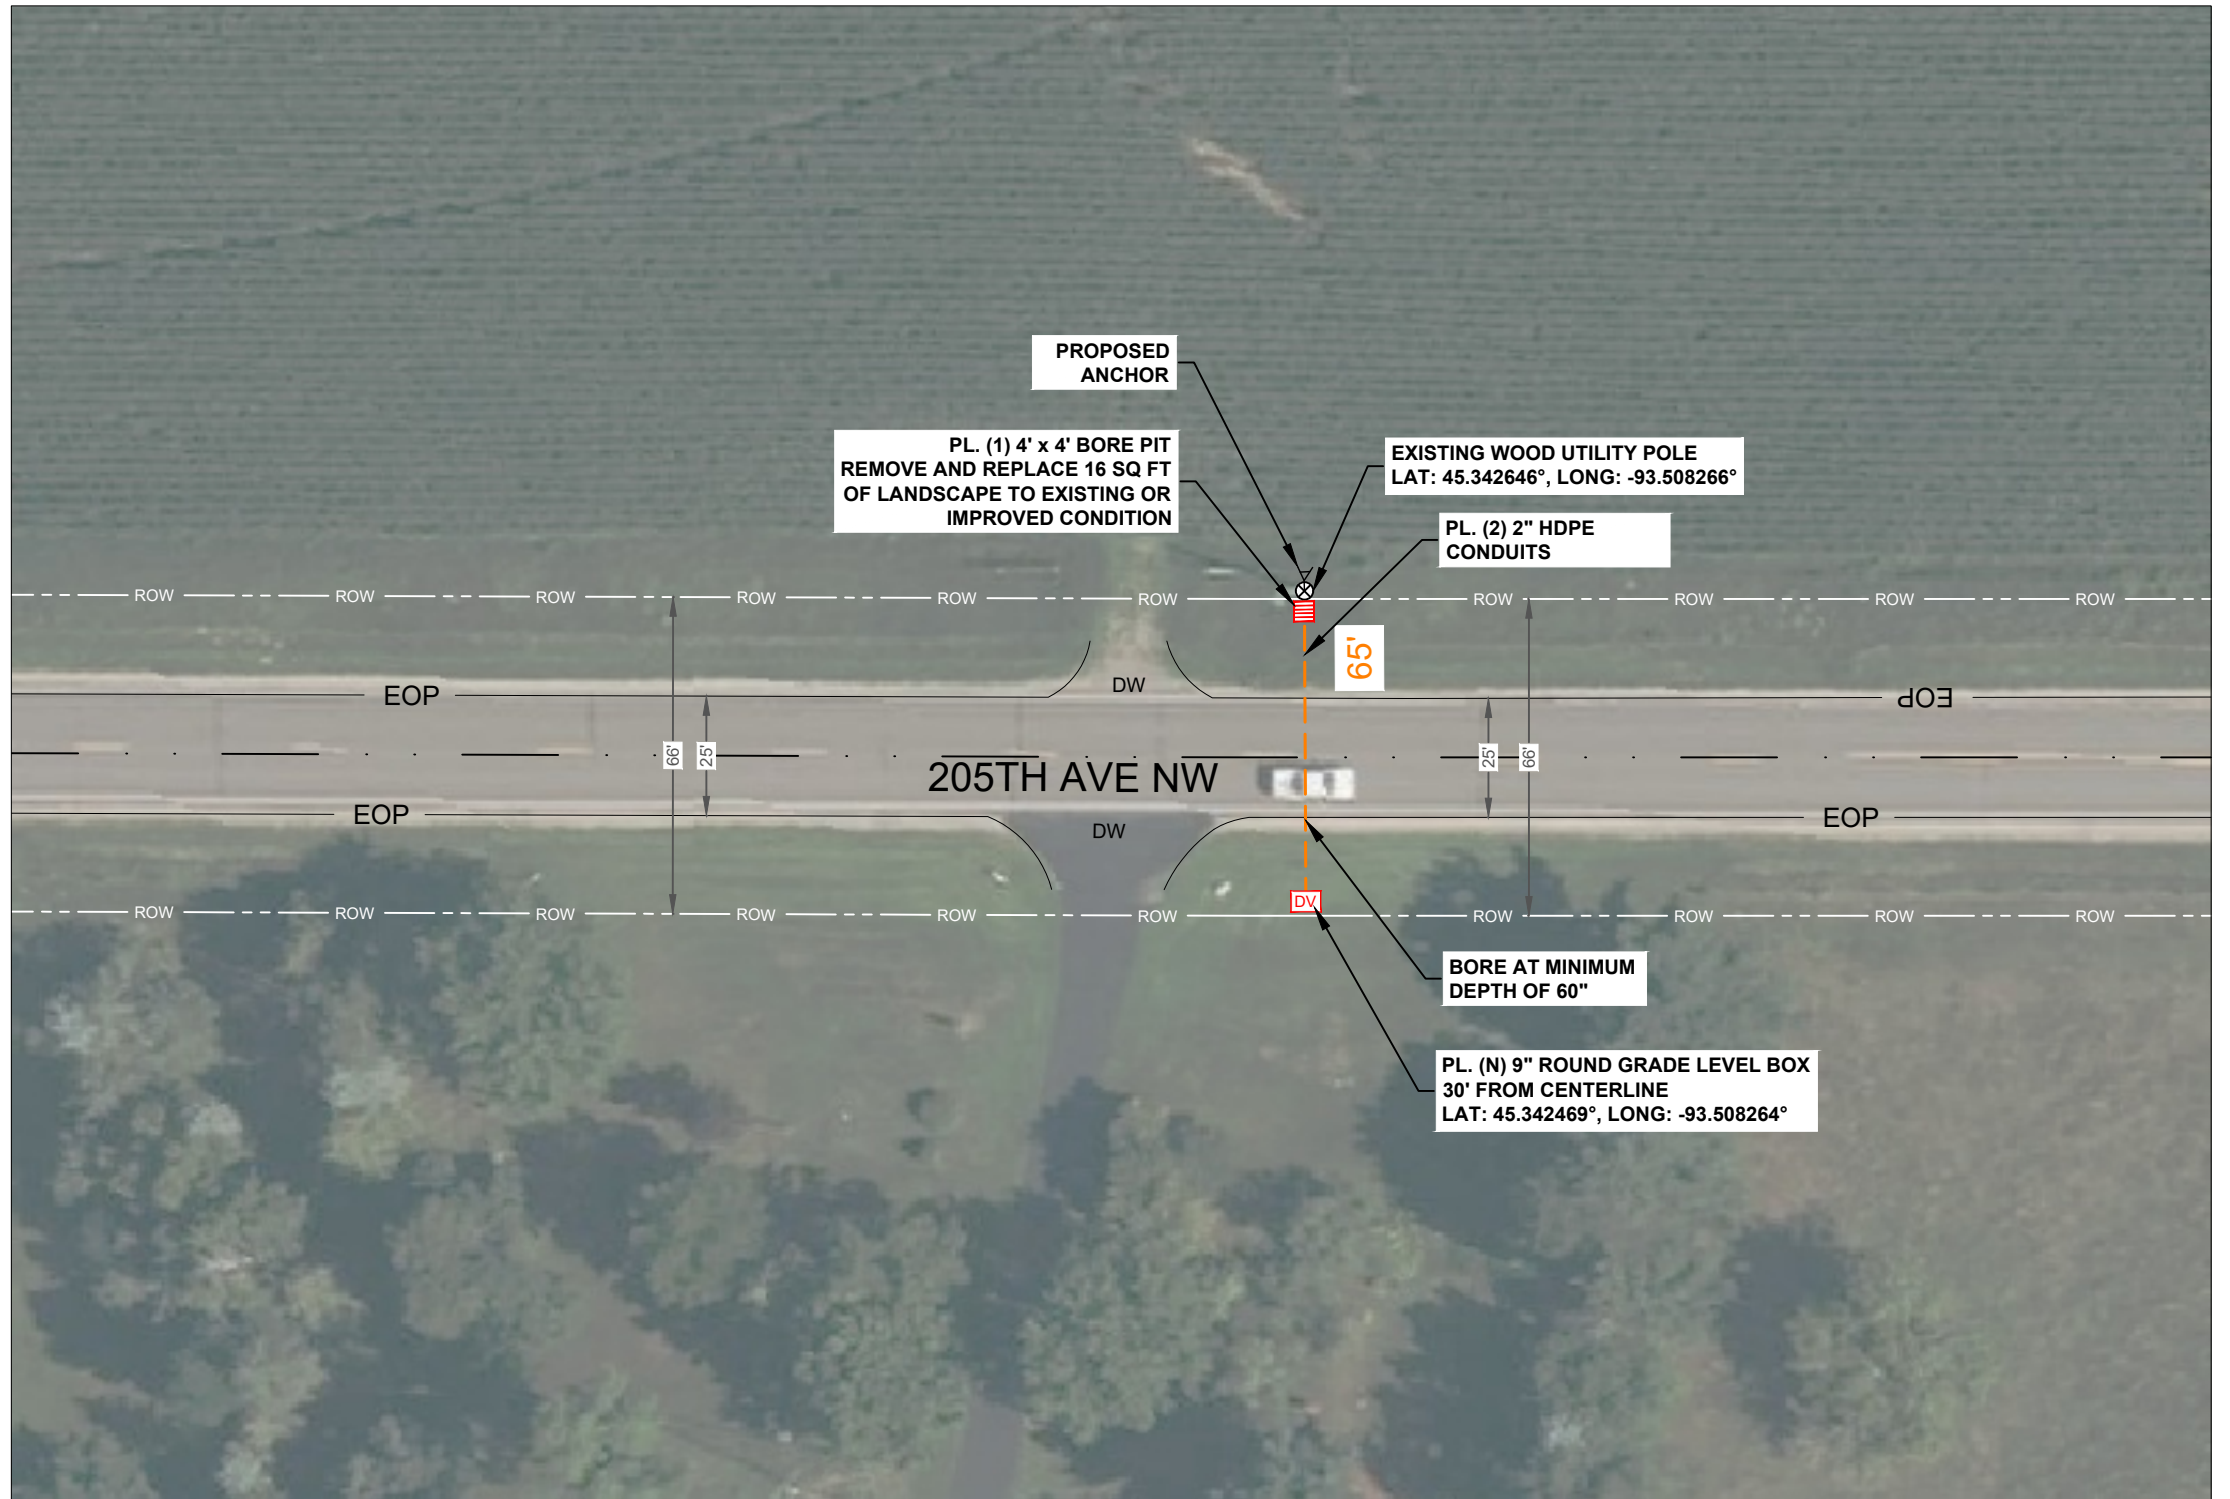 PROPOSED
ANCHOR
PL. (1) 4' x 4' BORE PIT
REMOVE AND REPLACE 16 SQ FT
OF LANDSCAPE TO EXISTING OR
IMPROVED CONDITION
EXISTING WOOD UTILITY POLE
LAT: 45.342646°, LONG: -93.508266°
PL. (2) 2" HDPE
CONDUITS
ROW ROW ROW ROW ROW ROW ROW ROW ROW ROW
65'
EOP
DW
EOP
66'
25'
25'
66'
205TH AVE NW
EOP
DW
EOP
DV
ROW ROW ROW ROW ROW ROW ROW ROW ROW ROW
BORE AT MINIMUM
DEPTH OF 60"
PL. (N) 9" ROUND GRADE LEVEL BOX
30' FROM CENTERLINE
LAT: 45.342469°, LONG: -93.508264°